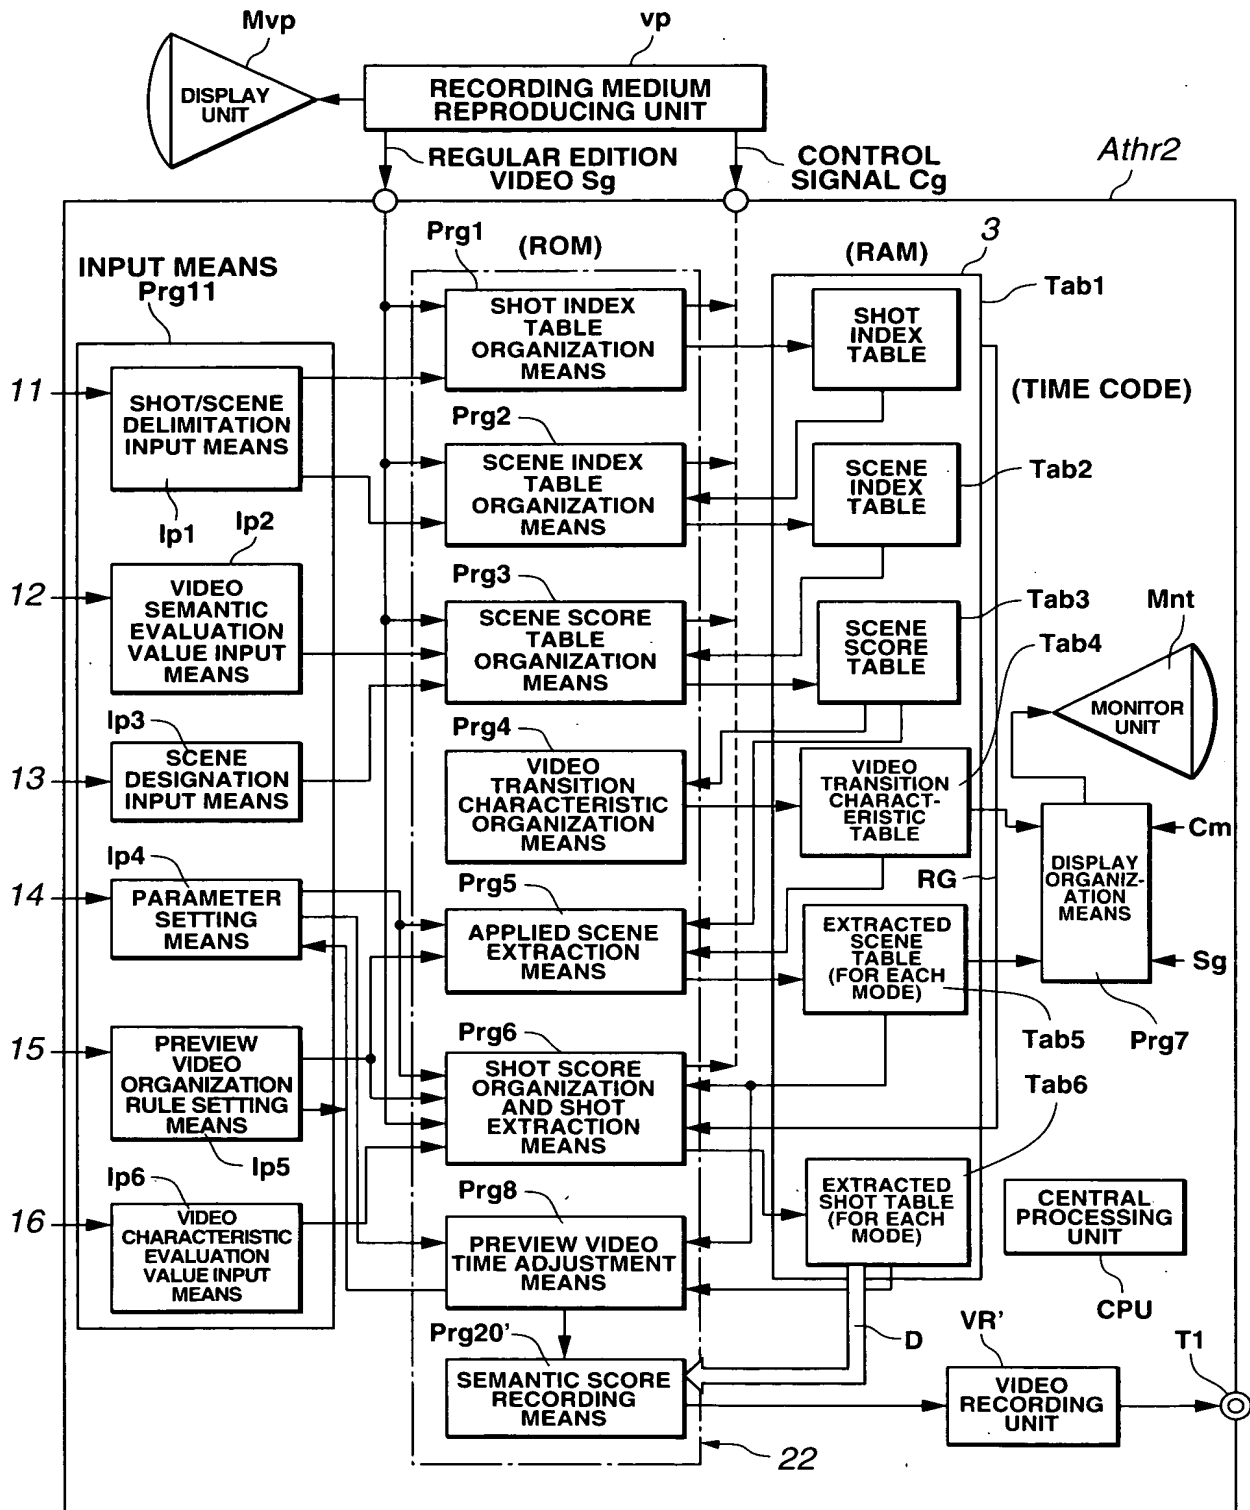 Mvp
vp
DISPLAY
UNIT
RECORDING MEDIUM
REPRODUCING UNIT
REGULAR EDITION
VIDEO Sg
CONTROL
SIGNAL Cg
Athr2
INPUT MEANS
Prg11
Prg1
(ROM)
(RAM)
3
Tab1
11
SHOT/SCENE
DELIMITATION
INPUT MEANS
SHOT INDEX
TABLE
ORGANIZATION
MEANS
SHOT
INDEX
TABLE
(TIME CODE)
Prg2
Ip1
Ip2
SCENE INDEX
TABLE
ORGANIZATION
MEANS
SCENE
INDEX
TABLE
Tab2
12
VIDEO
SEMANTIC
EVALUATION
VALUE INPUT
MEANS
Prg3
SCENE SCORE
TABLE
ORGANIZATION
MEANS
SCENE
SCORE
TABLE
Tab3
Mnt
Tab4
MONITOR
UNIT
Ip3
13
SCENE
DESIGNATION
INPUT MEANS
Prg4
VIDEO
TRANSITION
CHARACTERISTIC
ORGANIZATION MEANS
VIDEO
TRANSITION
CHARACT-
ERISTIC
TABLE
Cm
DISPLAY
ORGANIZ-
ATION
MEANS
RG
Sg
Prg7
Ip4
14
PARAMETER
SETTING
MEANS
Prg5
APPLIED SCENE
EXTRACTION
MEANS
EXTRACTED
SCENE
TABLE
(FOR EACH
MODE)
Tab5
15
PREVIEW
VIDEO
ORGANIZATION
RULE SETTING
MEANS
Ip5
Prg6
SHOT SCORE
ORGANIZATION
AND SHOT
EXTRACTION
MEANS
Tab6
Ip6
16
VIDEO
CHARACTERISTIC
EVALUATION
VALUE INPUT
MEANS
Prg8
PREVIEW VIDEO
TIME ADJUSTMENT
MEANS
EXTRACTED
SHOT TABLE
(FOR EACH
MODE)
CENTRAL
PROCESSING
UNIT
CPU
Prg20'
SEMANTIC SCORE
RECORDING
MEANS
D
VR'
VIDEO
RECORDING
UNIT
T1
22